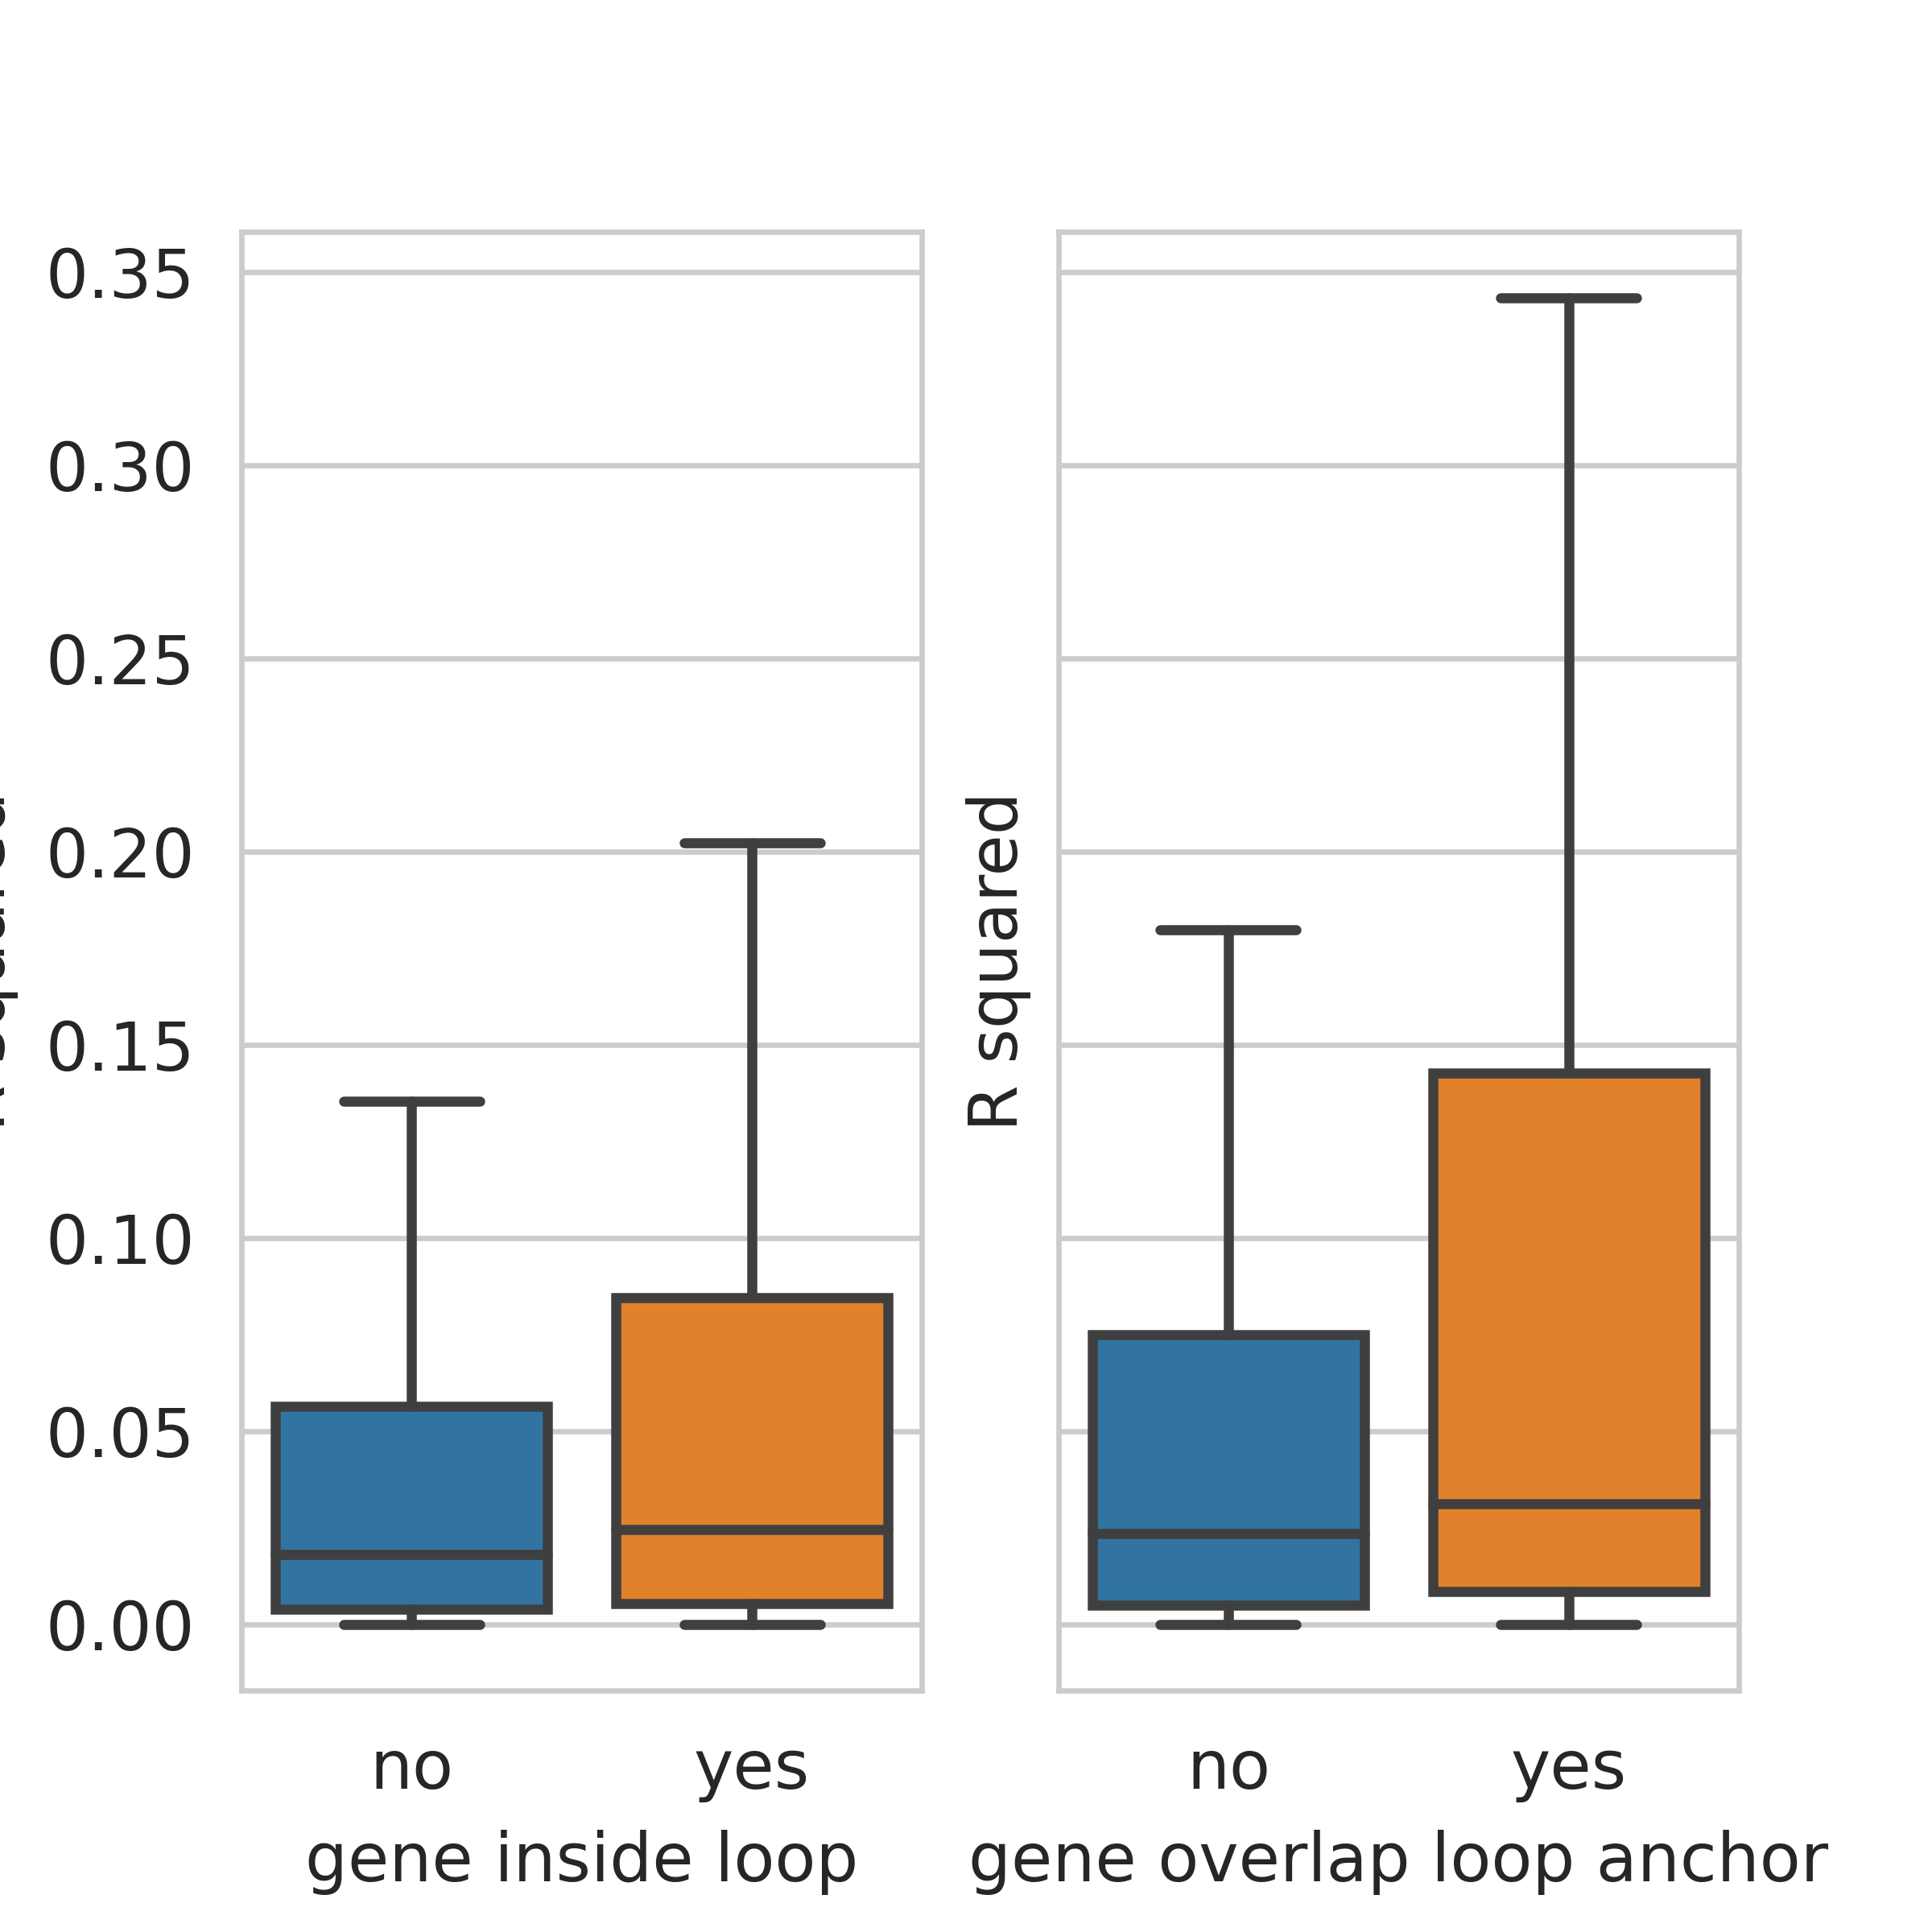 0.35
0.30
0.25
0.20
0.15
0.10
0.05
0.00
R squared
no yes
gene inside loop
no yes
gene overlap loop anchor